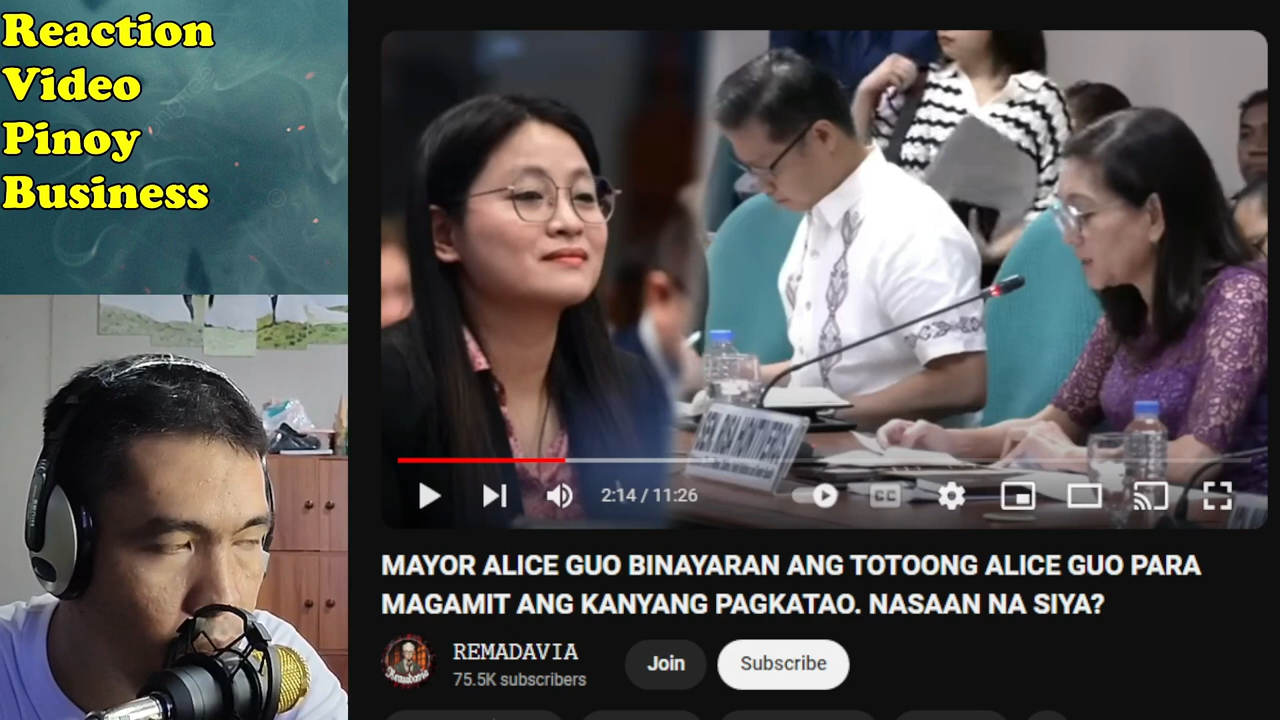 Reaction
Video
Pinoy
Business
2:14 / 11:26
CC
MAYOR ALICE GUO BINAYARAN ANG TOTOONG ALICE GUO PARA
MAGAMIT ANG KANYANG PAGKATAO. NASAAN NA SIYA?
REMADAVIA
75.5K subscribers
Join
Subscribe